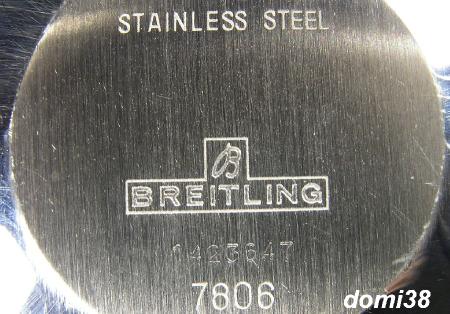 STAINLESS STEEL
B
BREITLING
1423647
7806
domi38